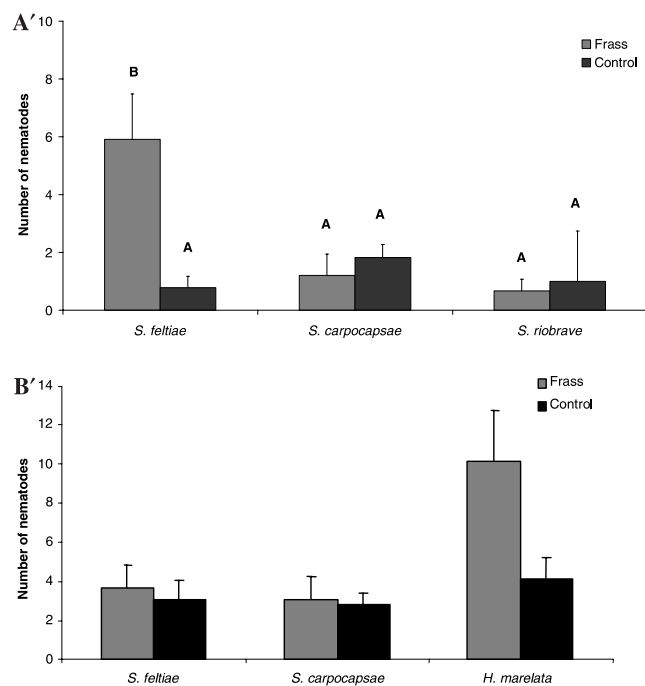 A′
10
8
6
4
2
0
Number of nematodes
Frass
Control
B
A
A
A
A
A
S. feltiae
S. carpocapsae
S. riobrave
B′
14
12
10
8
6
4
2
0
Number of nematodes
Frass
Control
S. feltiae
S. carpocapsae
H. marelata